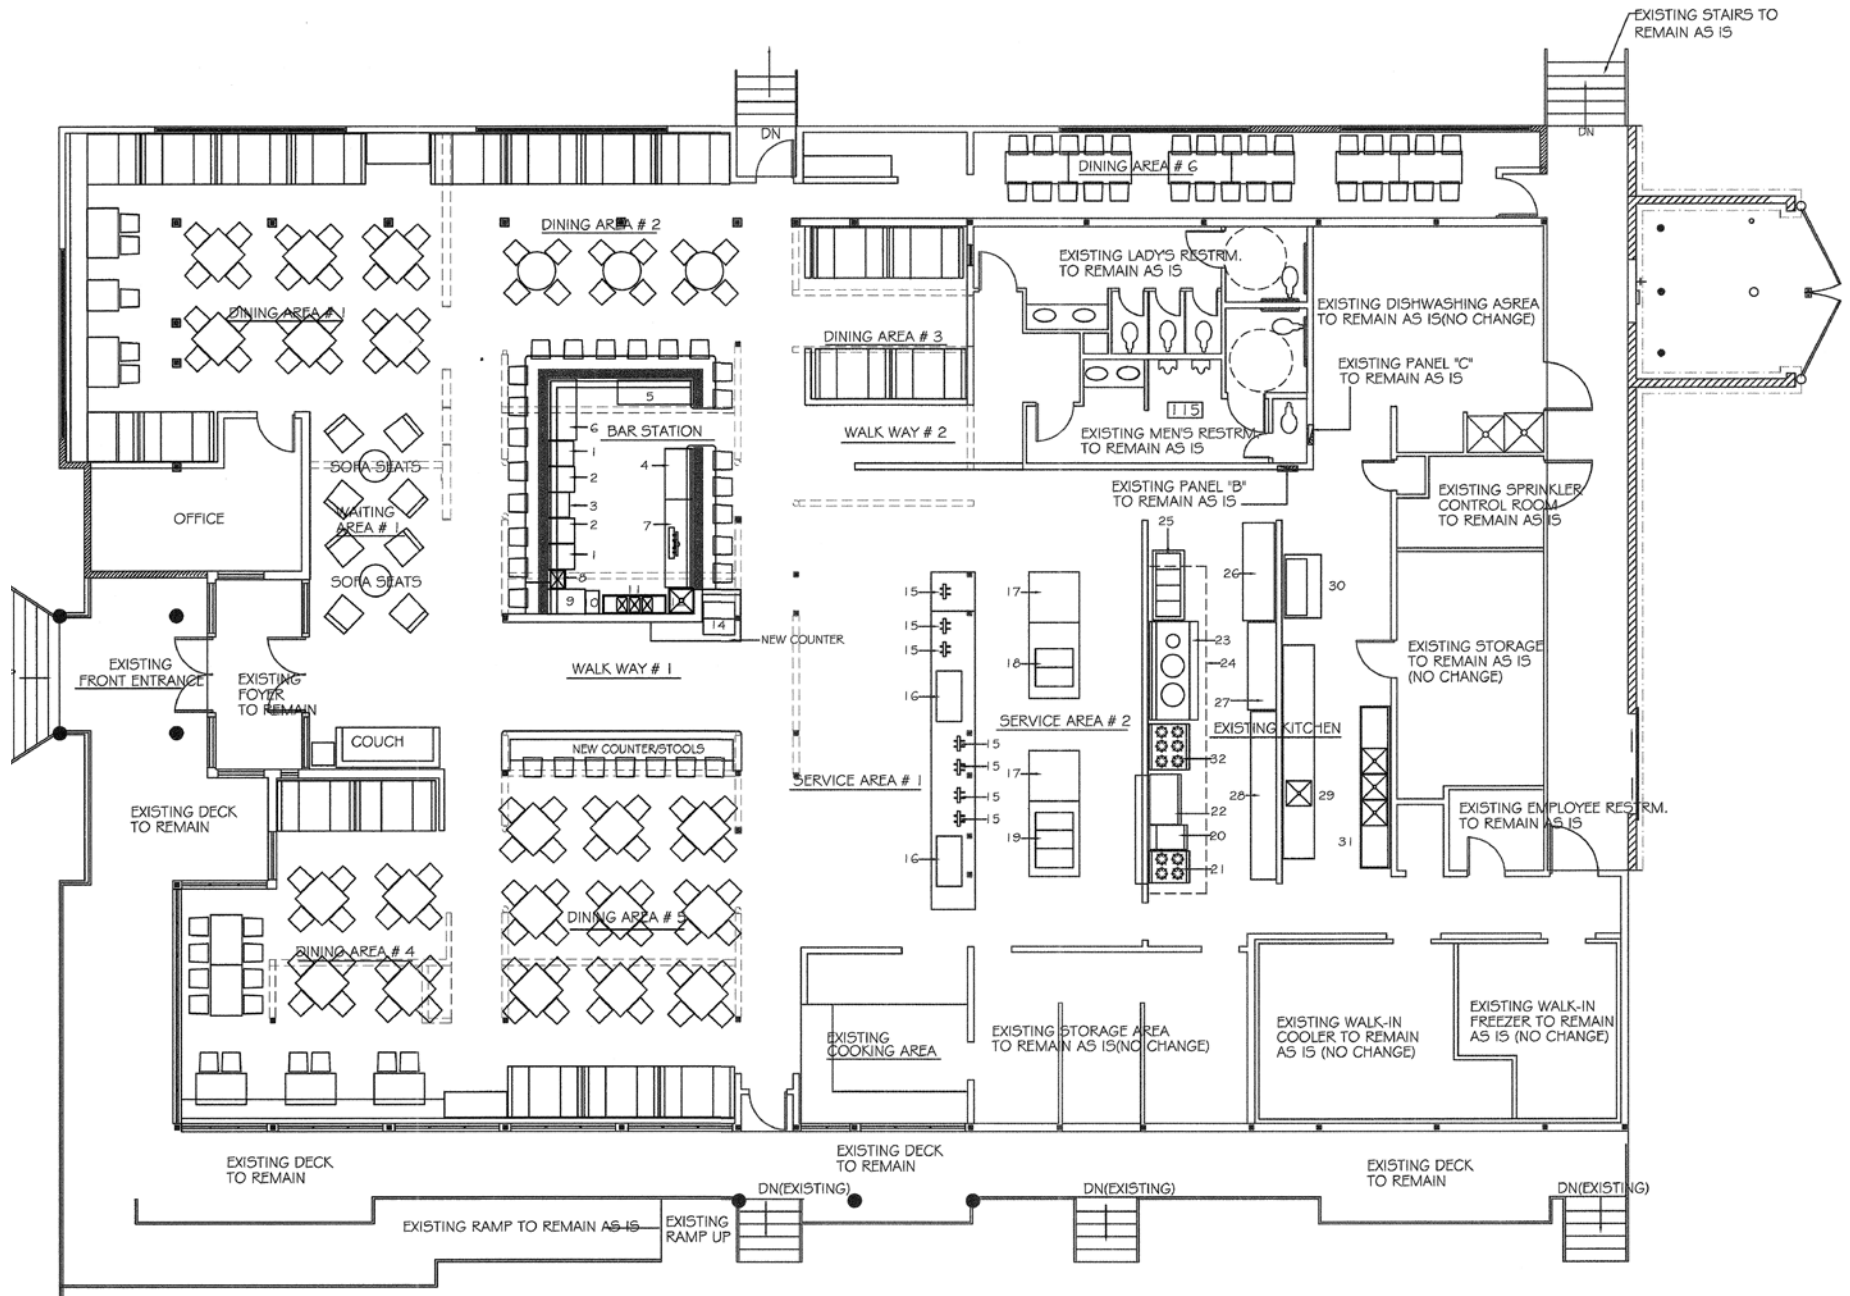 EXISTING STAIRS TO
REMAIN AS IS
DN
DN
DINING AREA # 6
DINING AREA # 2
EXISTING LADY'S RESTRM.
TO REMAIN AS IS
EXISTING DISHWASHING ASREA
TO REMAIN AS IS(NO CHANGE)
DINING AREA # 1
DINING AREA # 3
EXISTING PANEL "C"
TO REMAIN AS IS
5
115
6
BAR STATION
WALK WAY # 2
EXISTING MEN'S RESTRM.
TO REMAIN AS IS
1
4
SOFA SEATS
2
EXISTING PANEL "B"
TO REMAIN AS IS
EXISTING SPRINKLER
CONTROL ROOM
TO REMAIN AS IS
3
OFFICE
WAITING
AREA # 1
2
7
25
1
SOFA SEATS
8
11
9
14
15
17
26
30
15
NEW COUNTER
15
23
18
24
EXISTING STORAGE
TO REMAIN AS IS
(NO CHANGE)
EXISTING
FRONT ENTRANCE
EXISTING
FOYER
TO REMAIN
WALK WAY # 1
16
27
SERVICE AREA # 2
EXISTING KITCHEN
COUCH
NEW COUNTER/STOOLS
15
15
32
SERVICE AREA # 1
17
15
28
29
22
15
EXISTING DECK
TO REMAIN
EXISTING EMPLOYEE RESTRM.
TO REMAIN AS IS
19
20
31
16
21
DINING AREA # 5
DINING AREA # 4
EXISTING
COOKING AREA
EXISTING STORAGE AREA
TO REMAIN AS IS(NO CHANGE)
EXISTING WALK-IN
COOLER TO REMAIN
AS IS (NO CHANGE)
EXISTING WALK-IN
FREEZER TO REMAIN
AS IS (NO CHANGE)
EXISTING DECK
TO REMAIN
EXISTING DECK
TO REMAIN
EXISTING DECK
TO REMAIN
DN(EXISTING)
DN(EXISTING)
DN(EXISTING)
EXISTING RAMP TO REMAIN AS IS
EXISTING
RAMP UP